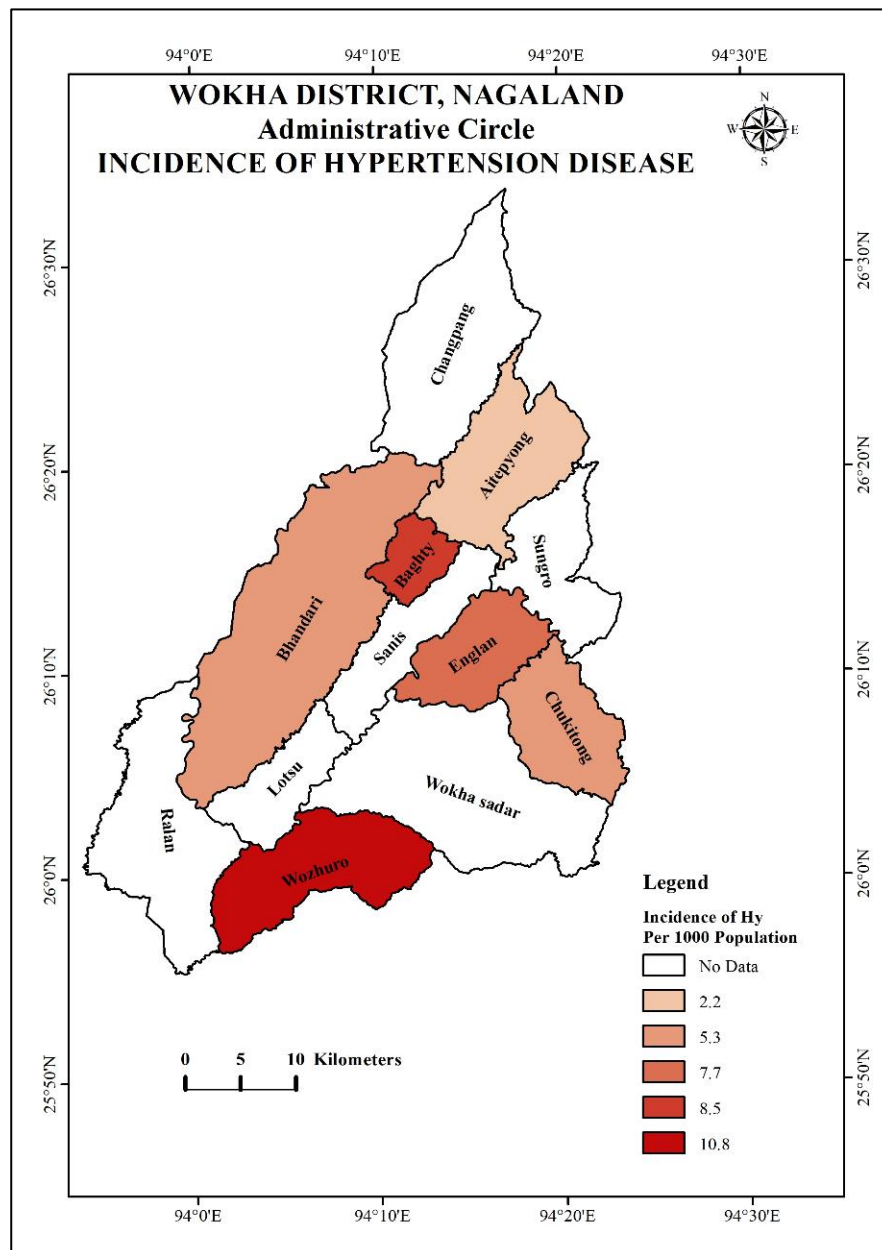 94°0'E
94°10'E
94°20'E
94°30'E
WOKHA DISTRICT, NAGALAND
Administrative Circle
INCIDENCE OF HYPERTENSION DISEASE
N
W
E
S
26°30'N
26°30'N
Changpang
Aitepyong
26°20'N
26°20'N
Sungro
Baghty
Bhandari
Sanis
Englan
26°10'N
26°10'N
Chukitong
Lotsu
Wokha sadar
Ralan
Wozhuro
26°0'N
26°0'N
Legend
Incidence of Hy
Per 1000 Population
No Data
2.2
5.3
7.7
8.5
10.8
0 5 10 Kilometers
25°50'N
25°50'N
94°0'E
94°10'E
94°20'E
94°30'E